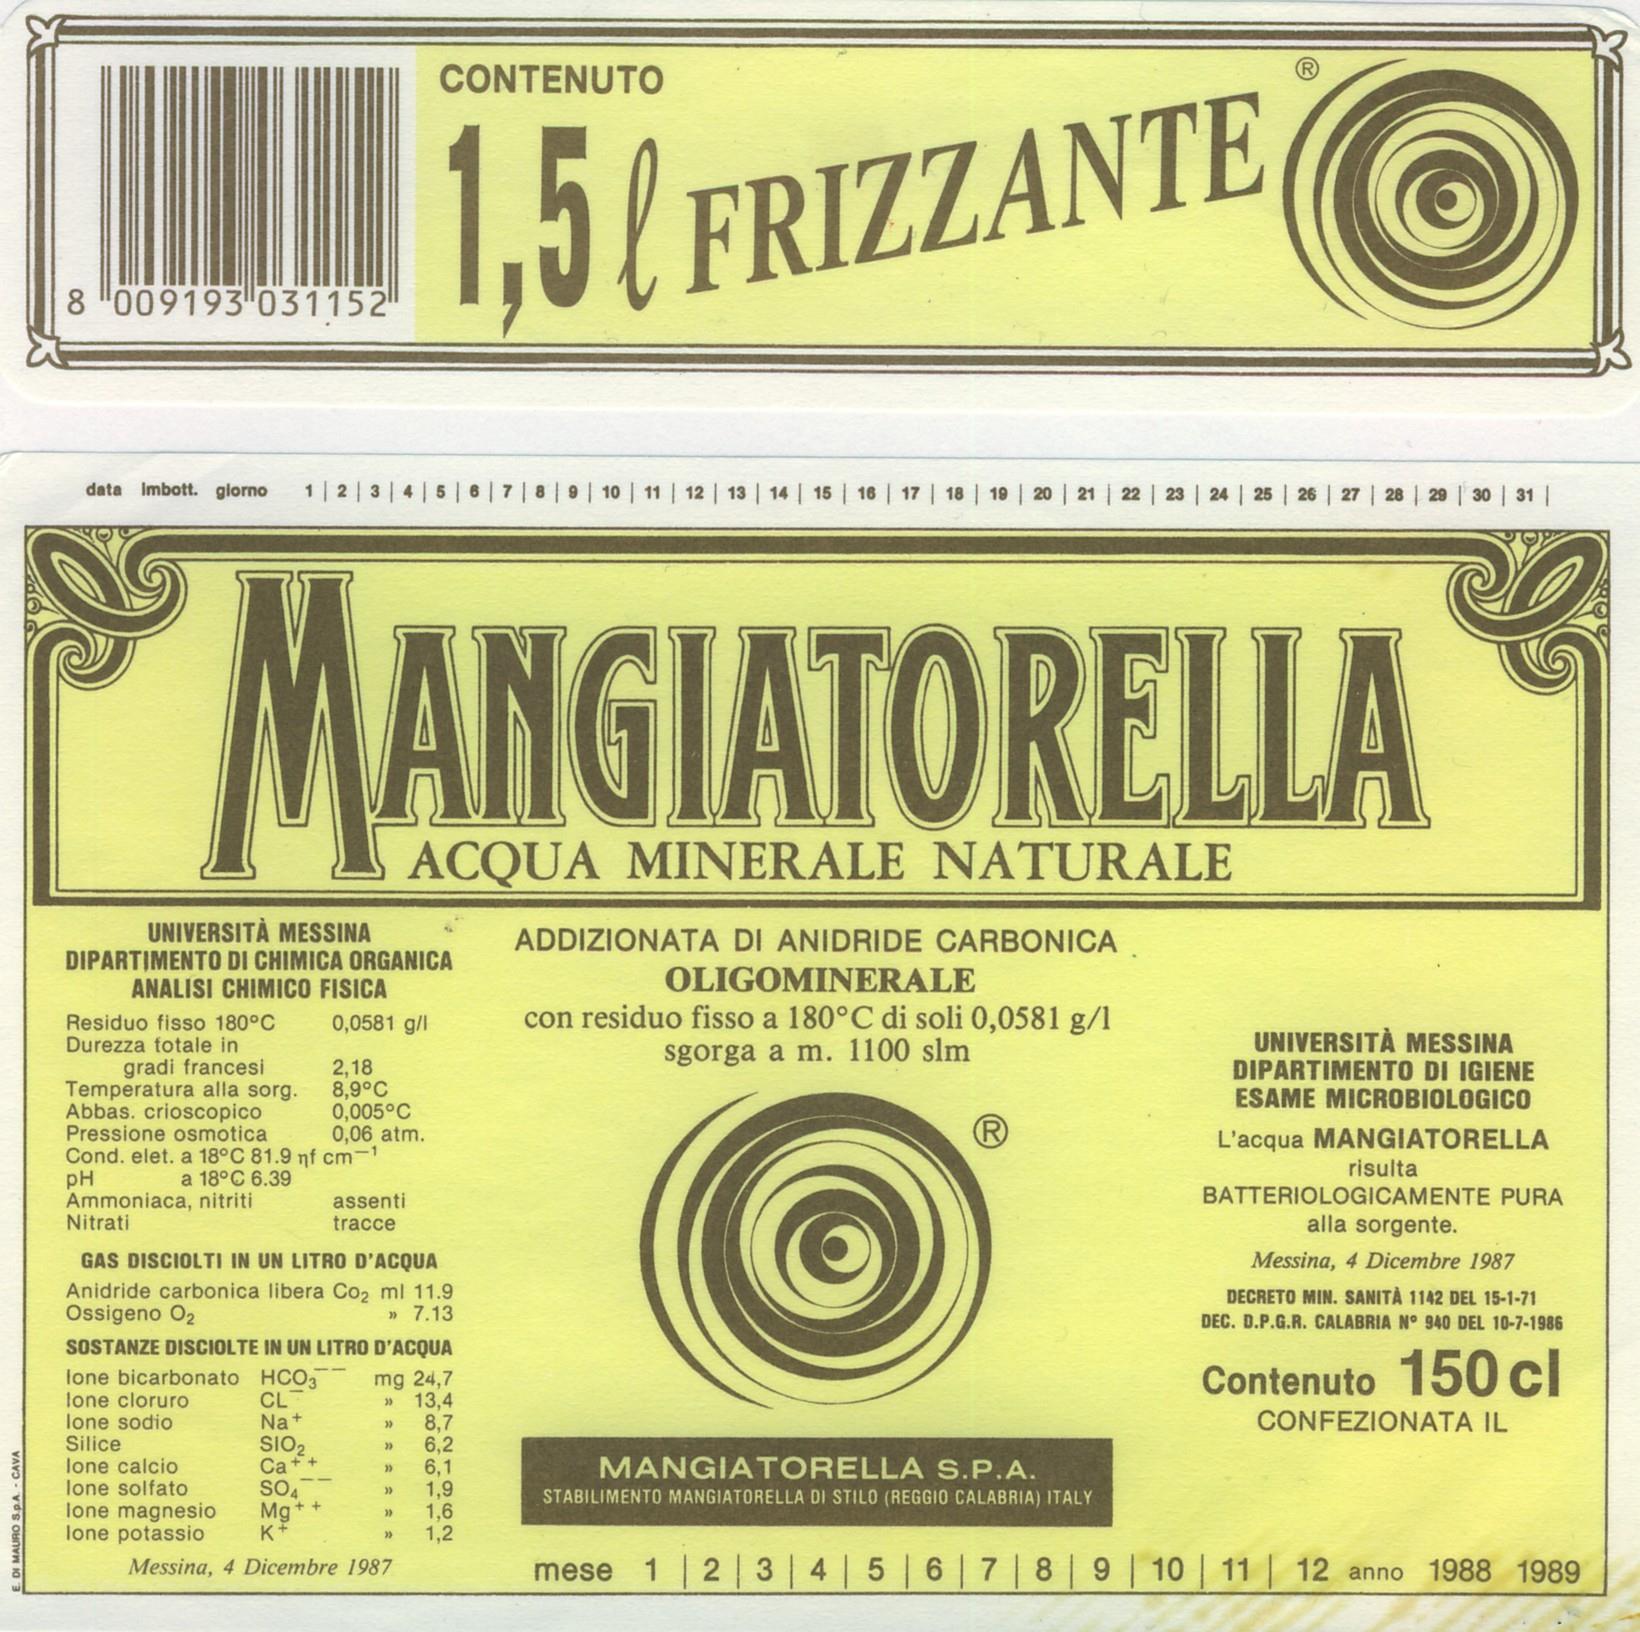 CONTENUTO
1,5 ℓ FRIZZANTE ®
8 009193 031152
data imbott. giorno 1 | 2 | 3 | 4 | 5 | 6 | 7 | 8 | 9 | 10 | 11 | 12 | 13 | 14 | 15 | 16 | 17 | 18 | 19 | 20 | 21 | 22 | 23 | 24 | 25 | 26 | 27 | 28 | 29 | 30 | 31 |
MANGIATORELLA
ACQUA MINERALE NATURALE
UNIVERSITÀ MESSINA
DIPARTIMENTO DI CHIMICA ORGANICA
ANALISI CHIMICO FISICA
Residuo fisso 180°C 0,0581 g/l
Durezza totale in
gradi francesi 2,18
Temperatura alla sorg. 8,9°C
Abbas. crioscopico 0,005°C
Pressione osmotica 0,06 atm.
Cond. elet. a 18°C 81.9 ηf cm⁻¹
pH a 18°C 6.39
Ammoniaca, nitriti assenti
Nitrati tracce
GAS DISCIOLTI IN UN LITRO D'ACQUA
Anidride carbonica libera Co₂ ml 11.9
Ossigeno O₂ » 7.13
SOSTANZE DISCIOLTE IN UN LITRO D'ACQUA
Ione bicarbonato HCO₃⁻⁻ mg 24,7
Ione cloruro CL⁻ » 13,4
Ione sodio Na⁺ » 8,7
Silice SIO₂ » 6,2
Ione calcio Ca⁺⁺ » 6,1
Ione solfato SO₄⁻⁻ » 1,9
Ione magnesio Mg⁺⁺ » 1,6
Ione potassio K⁺ » 1,2
Messina, 4 Dicembre 1987
E. DI MAURO S.p.A. - CAVA
ADDIZIONATA DI ANIDRIDE CARBONICA
OLIGOMINERALE
con residuo fisso a 180°C di soli 0,0581 g/l
sgorga a m. 1100 slm
®
MANGIATORELLA S.P.A.
STABILIMENTO MANGIATORELLA DI STILO (REGGIO CALABRIA) ITALY
UNIVERSITÀ MESSINA
DIPARTIMENTO DI IGIENE
ESAME MICROBIOLOGICO
L'acqua MANGIATORELLA
risulta
BATTERIOLOGICAMENTE PURA
alla sorgente.
Messina, 4 Dicembre 1987
DECRETO MIN. SANITÀ 1142 DEL 15-1-71
DEC. D.P.G.R. CALABRIA N° 940 DEL 10-7-1986
Contenuto 150 cl
CONFEZIONATA IL
mese 1 | 2 | 3 | 4 | 5 | 6 | 7 | 8 | 9 | 10 | 11 | 12 anno 1988 1989